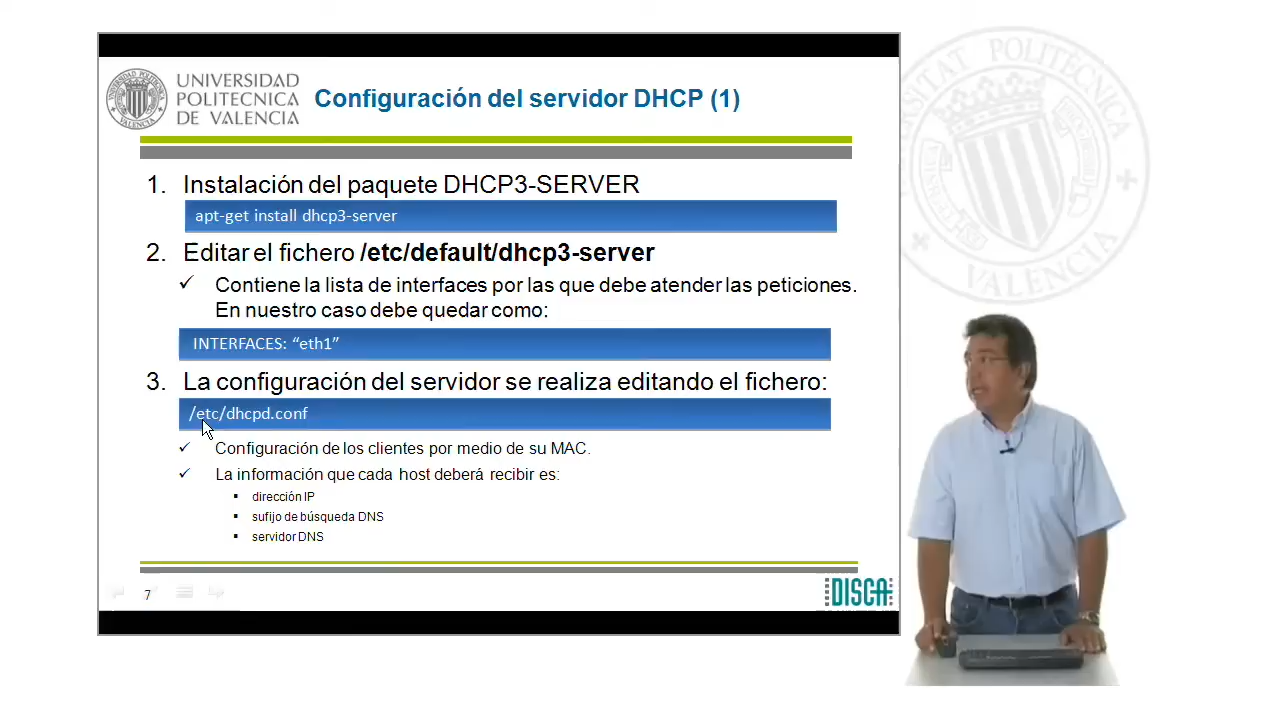 UNIVERSIDAD
POLITECNICA
DE VALENCIA
Configuración del servidor DHCP (1)
1. Instalación del paquete DHCP3-SERVER
apt-get install dhcp3-server
2. Editar el fichero /etc/default/dhcp3-server
✓ Contiene la lista de interfaces por las que debe atender las peticiones.
En nuestro caso debe quedar como:
INTERFACES: “eth1”
3. La configuración del servidor se realiza editando el fichero:
/etc/dhcpd.conf
✓ Configuración de los clientes por medio de su MAC.
✓ La información que cada host deberá recibir es:
▪ dirección IP
▪ sufijo de búsqueda DNS
▪ servidor DNS
7
DISCA
POLITECNICA
VALENCIA